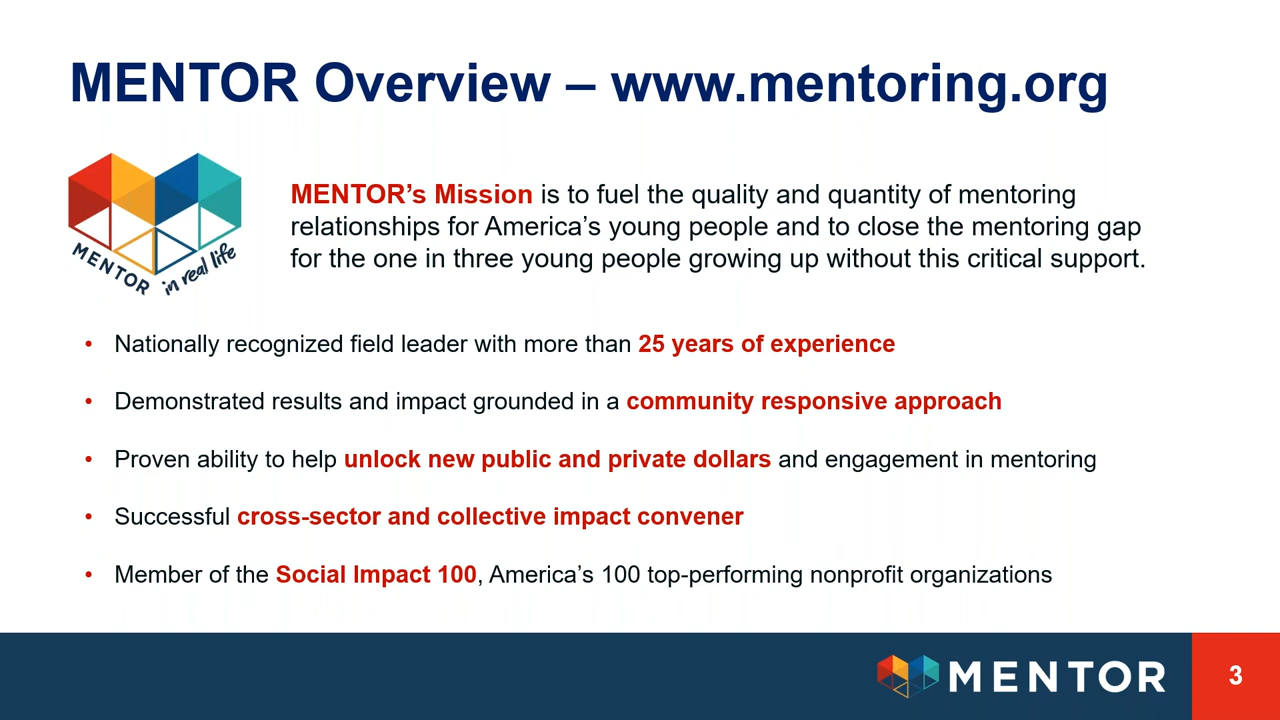 MENTOR Overview – www.mentoring.org
MENTOR in real life
MENTOR’s Mission is to fuel the quality and quantity of mentoring
relationships for America’s young people and to close the mentoring gap
for the one in three young people growing up without this critical support.
• Nationally recognized field leader with more than 25 years of experience
• Demonstrated results and impact grounded in a community responsive approach
• Proven ability to help unlock new public and private dollars and engagement in mentoring
• Successful cross-sector and collective impact convener
• Member of the Social Impact 100, America’s 100 top-performing nonprofit organizations
MENTOR
3